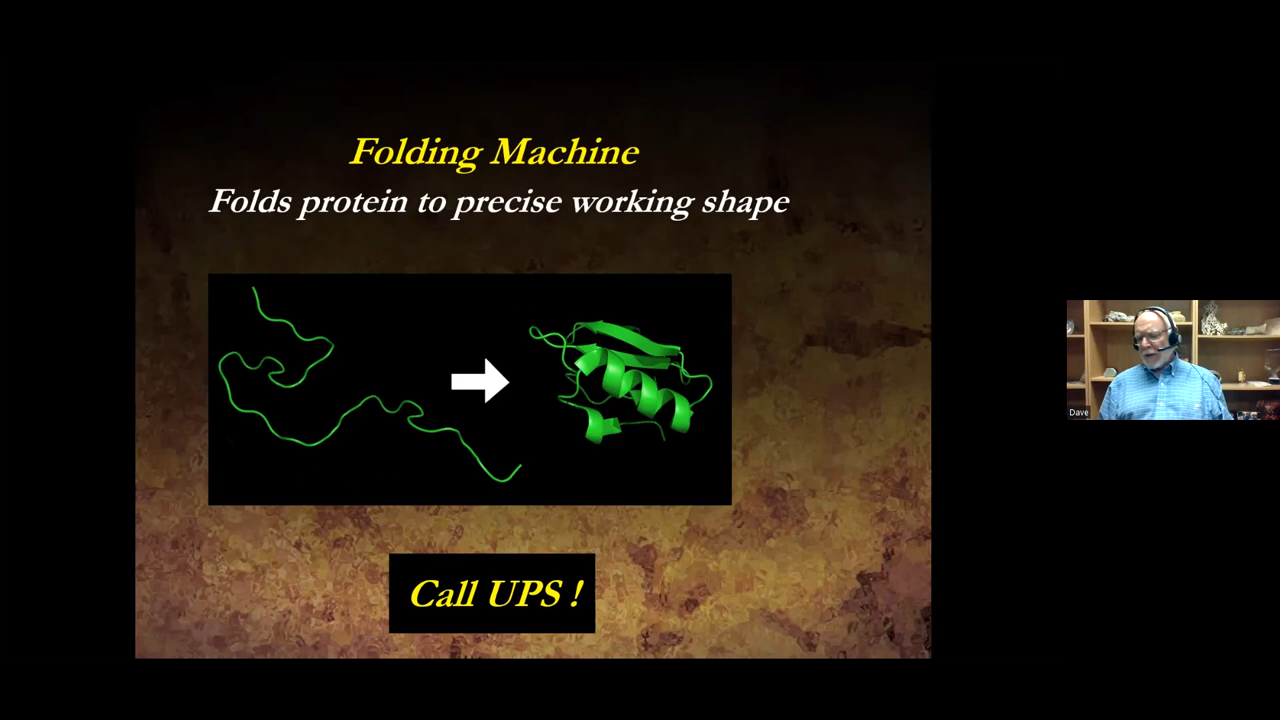 Folding Machine
Folds protein to precise working shape
Call UPS !
Dave